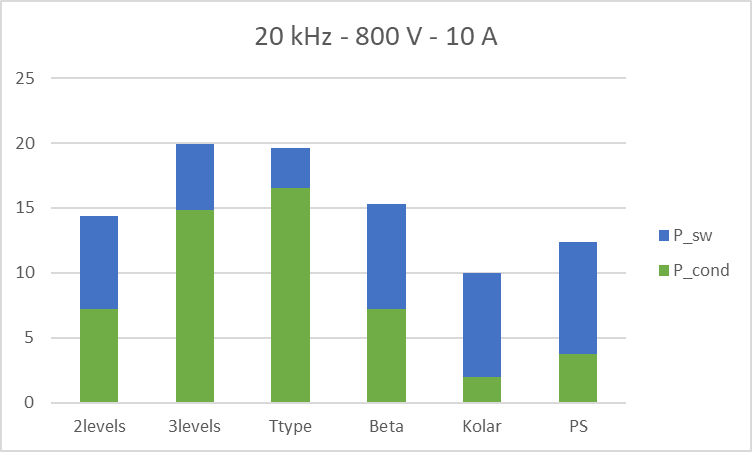 20 kHz - 800 V - 10 A
25
20
15
10
5
0
2levels 3levels Ttype Beta Kolar PS
P_sw
P_cond